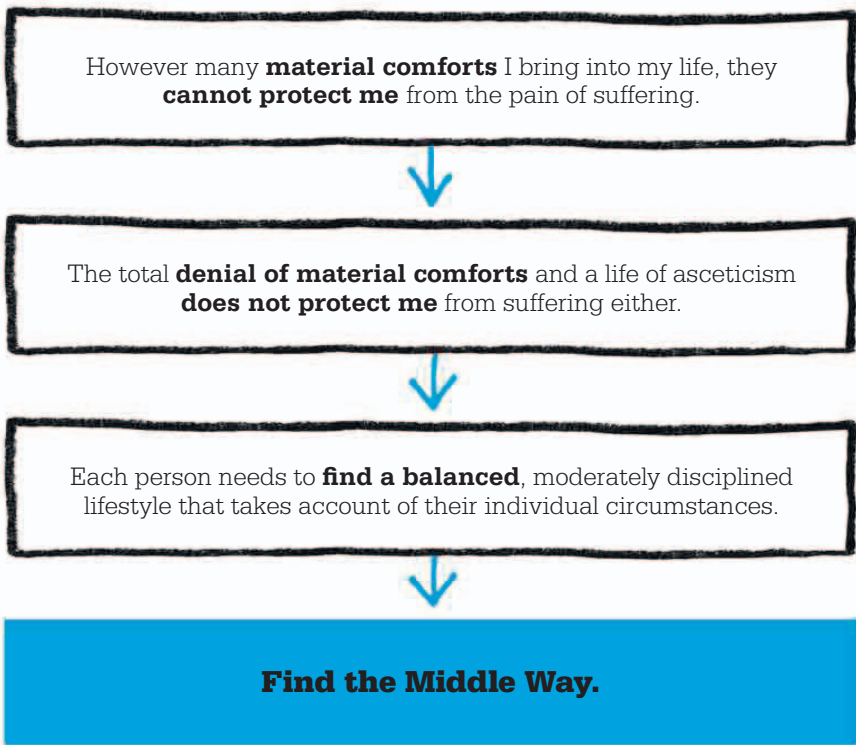 However many material comforts I bring into my life, they
cannot protect me from the pain of suffering.
The total denial of material comforts and a life of asceticism
does not protect me from suffering either.
Each person needs to find a balanced, moderately disciplined
lifestyle that takes account of their individual circumstances.
Find the Middle Way.